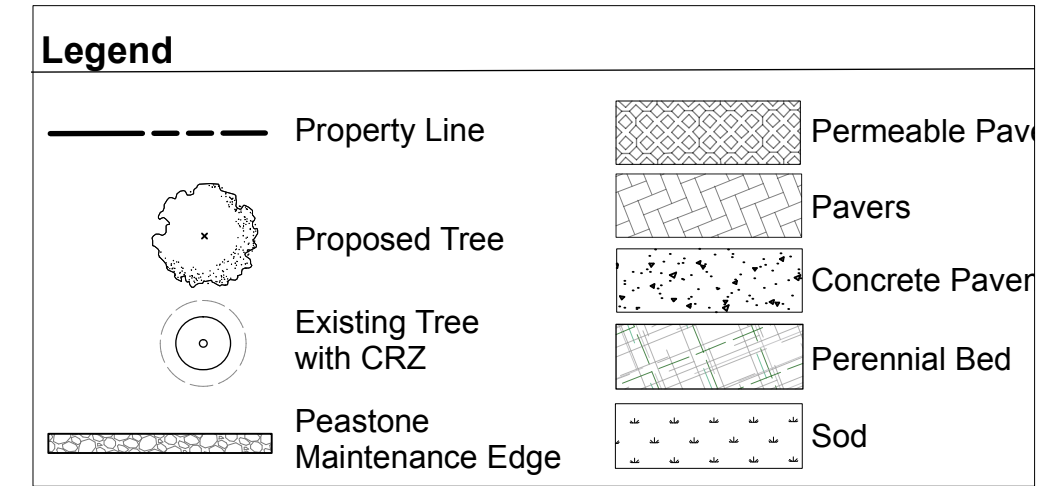 Legend
Property Line
Proposed Tree
Existing Tree
with CRZ
Peastone
Maintenance Edge
Permeable Pav
Pavers
Concrete Paver
Perennial Bed
Sod